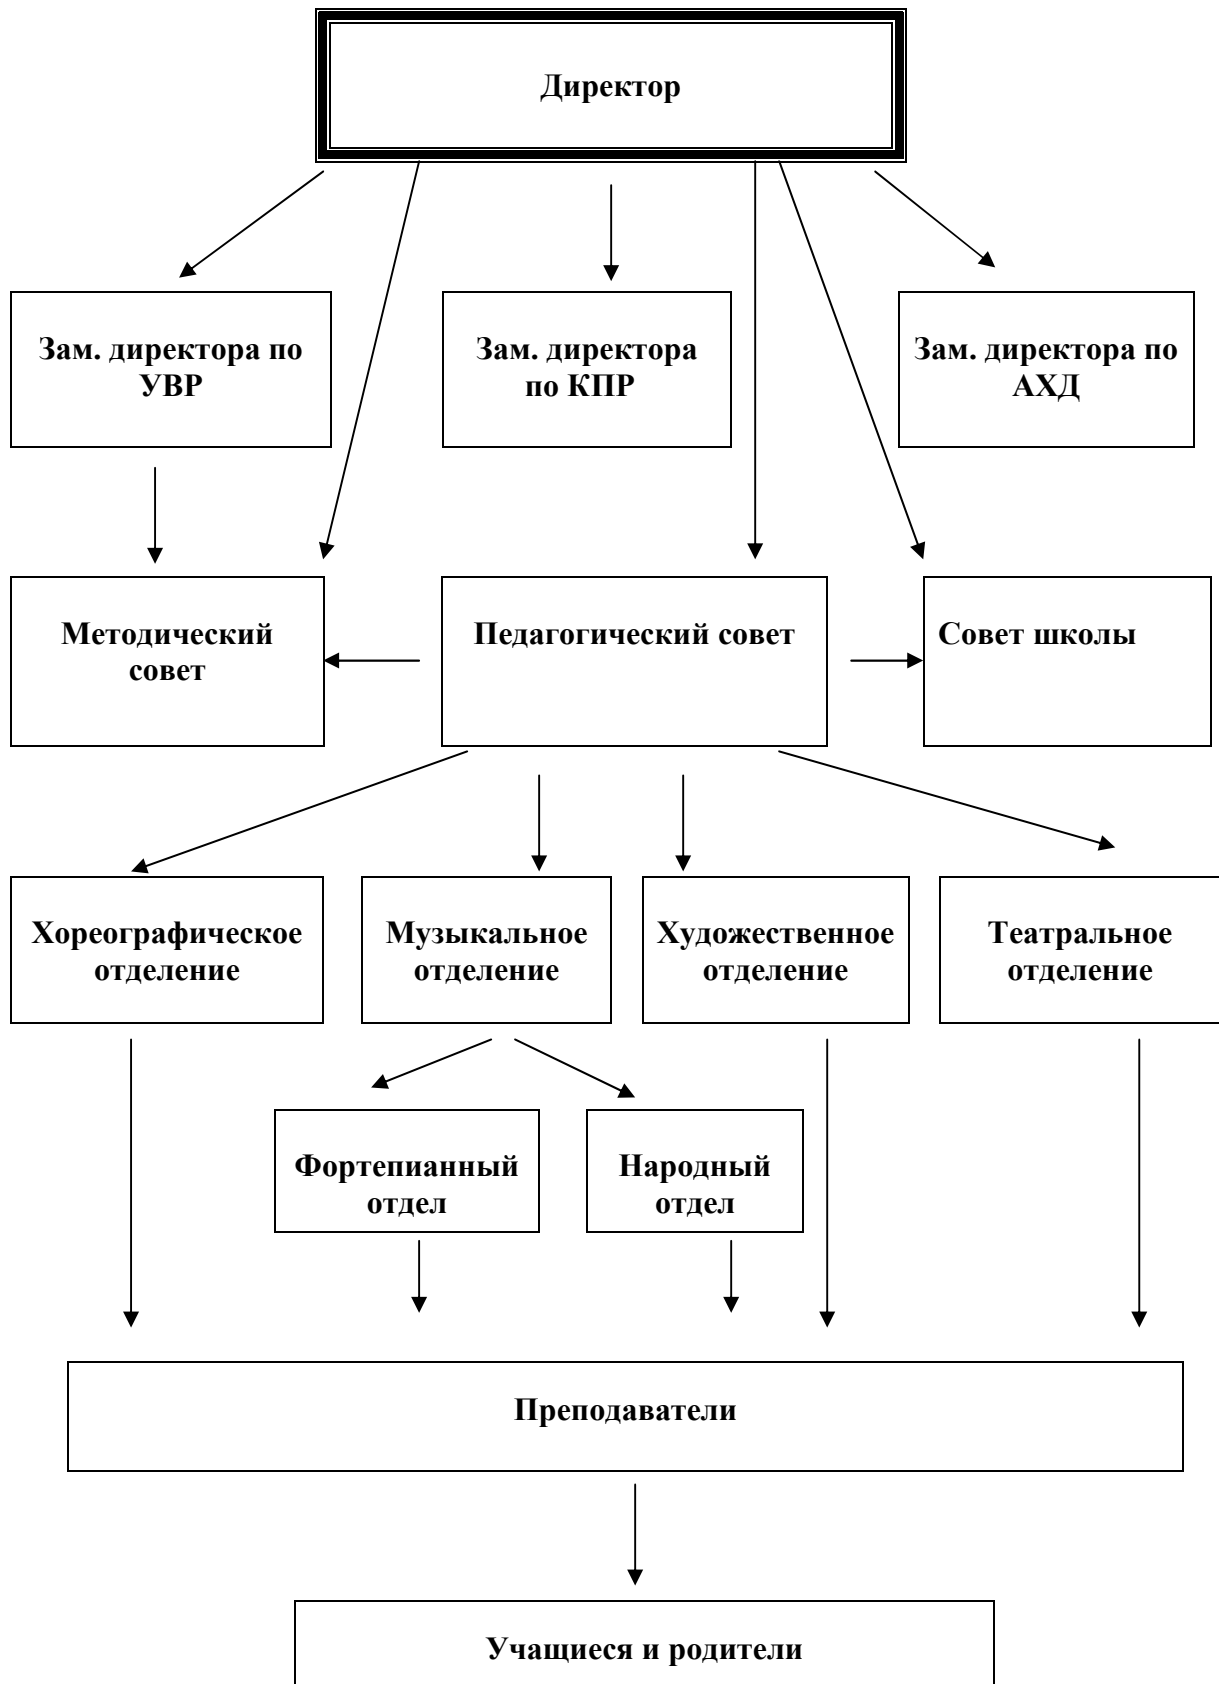 Директор
Зам. директора по
УВР
Зам. директора
по КПР
Зам. директора по
АХД
Методический
совет
Педагогический совет
Совет школы
Хореографическое
отделение
Музыкальное
отделение
Художественное
отделение
Театральное
отделение
Фортепианный
отдел
Народный
отдел
Преподаватели
Учащиеся и родители